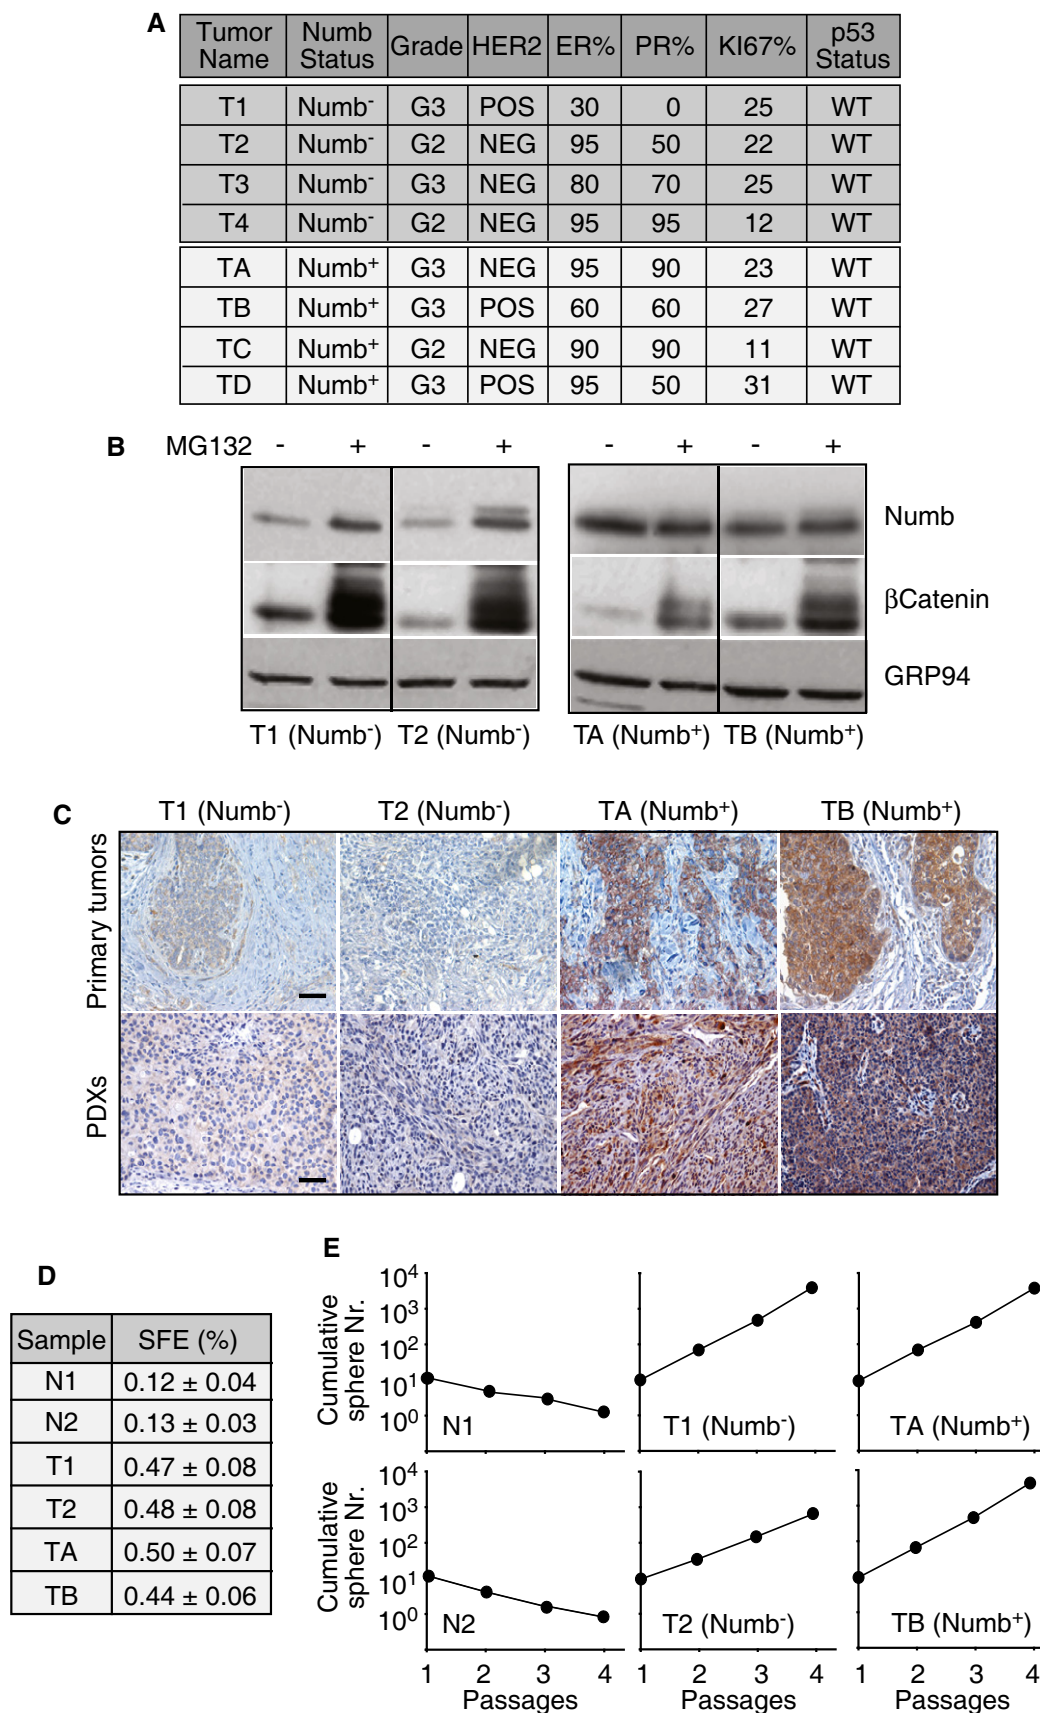 A
Tumor Name Numb Status Grade HER2 ER% PR% KI67% p53 Status
T1 Numb- G3 POS 30 0 25 WT
T2 Numb- G2 NEG 95 50 22 WT
T3 Numb- G3 NEG 80 70 25 WT
T4 Numb- G2 NEG 95 95 12 WT
TA Numb+ G3 NEG 95 90 23 WT
TB Numb+ G3 POS 60 60 27 WT
TC Numb+ G2 NEG 90 90 11 WT
TD Numb+ G3 POS 95 50 31 WT
B MG132 - + - + - + - +
Numb
βCatenin
GRP94
T1 (Numb-) T2 (Numb-) TA (Numb+) TB (Numb+)
C T1 (Numb-) T2 (Numb-) TA (Numb+) TB (Numb+)
Primary tumors
PDXs
D
Sample SFE (%)
N1 0.12 ± 0.04
N2 0.13 ± 0.03
T1 0.47 ± 0.08
T2 0.48 ± 0.08
TA 0.50 ± 0.07
TB 0.44 ± 0.06
E
Cumulative
sphere Nr.
10⁴
10³
10²
10¹
10⁰
N1 T1 (Numb-) TA (Numb+)
Cumulative
sphere Nr.
10⁴
10³
10²
10¹
10⁰
N2 T2 (Numb-) TB (Numb+)
1 2 3 4 1 2 3 4 1 2 3 4
Passages Passages Passages